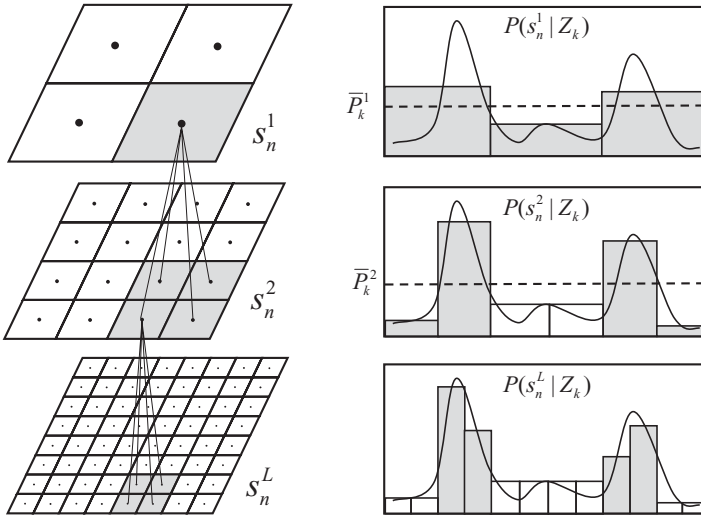 P(s_n^1 | Z_k)
P̅_k^1
s_n^1
P(s_n^2 | Z_k)
P̅_k^2
s_n^2
P(s_n^L | Z_k)
s_n^L